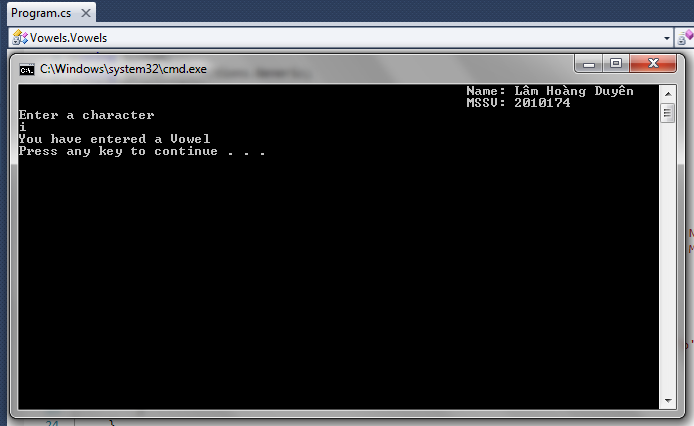 Program.cs
Vowels.Vowels
C:\Windows\system32\cmd.exe
Name: Lâm Hoàng Duyên
MSSV: 2010174
Enter a character
i
You have entered a Vowel
Press any key to continue . . .
24 }